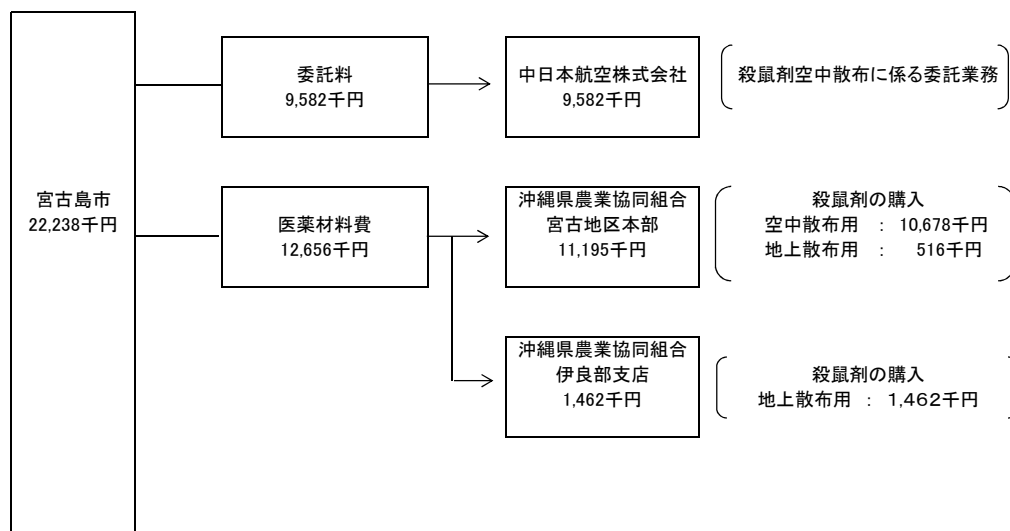 宮古島市
22,238千円
委託料
9,582千円
中日本航空株式会社
9,582千円
殺鼠剤空中散布に係る委託業務
医薬材料費
12,656千円
沖縄県農業協同組合
宮古地区本部
11,195千円
殺鼠剤の購入
空中散布用 : 10,678千円
地上散布用 : 516千円
沖縄県農業協同組合
伊良部支店
1,462千円
殺鼠剤の購入
地上散布用 : 1,462千円